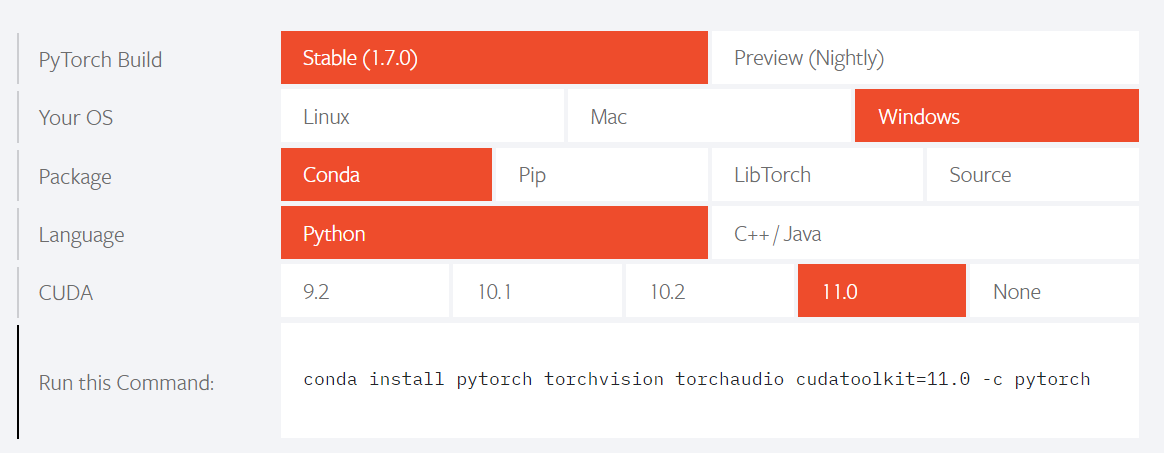 PyTorch Build Stable (1.7.0) Preview (Nightly)
Your OS Linux Mac Windows
Package Conda Pip LibTorch Source
Language Python C++ / Java
CUDA 9.2 10.1 10.2 11.0 None
Run this Command: conda install pytorch torchvision torchaudio cudatoolkit=11.0 -c pytorch